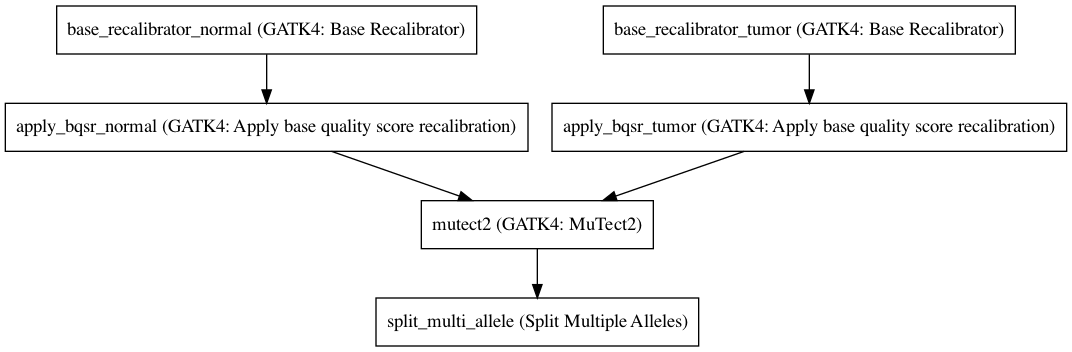 base_recalibrator_normal (GATK4: Base Recalibrator)
base_recalibrator_tumor (GATK4: Base Recalibrator)
apply_bqsr_normal (GATK4: Apply base quality score recalibration)
apply_bqsr_tumor (GATK4: Apply base quality score recalibration)
mutect2 (GATK4: MuTect2)
split_multi_allele (Split Multiple Alleles)